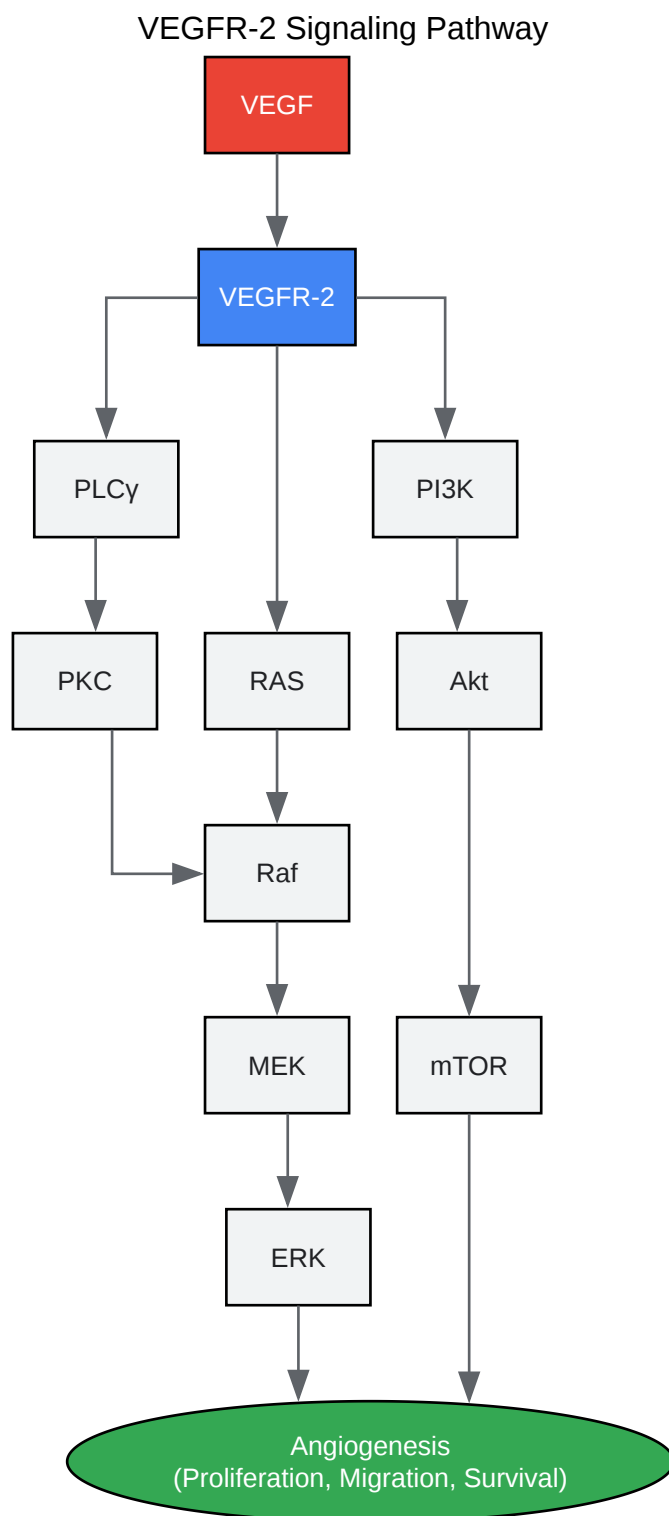 VEGFR-2 Signaling Pathway
VEGF
VEGFR-2
PLCγ
PI3K
PKC
RAS
Akt
Raf
MEK
mTOR
ERK
Angiogenesis
(Proliferation, Migration, Survival)